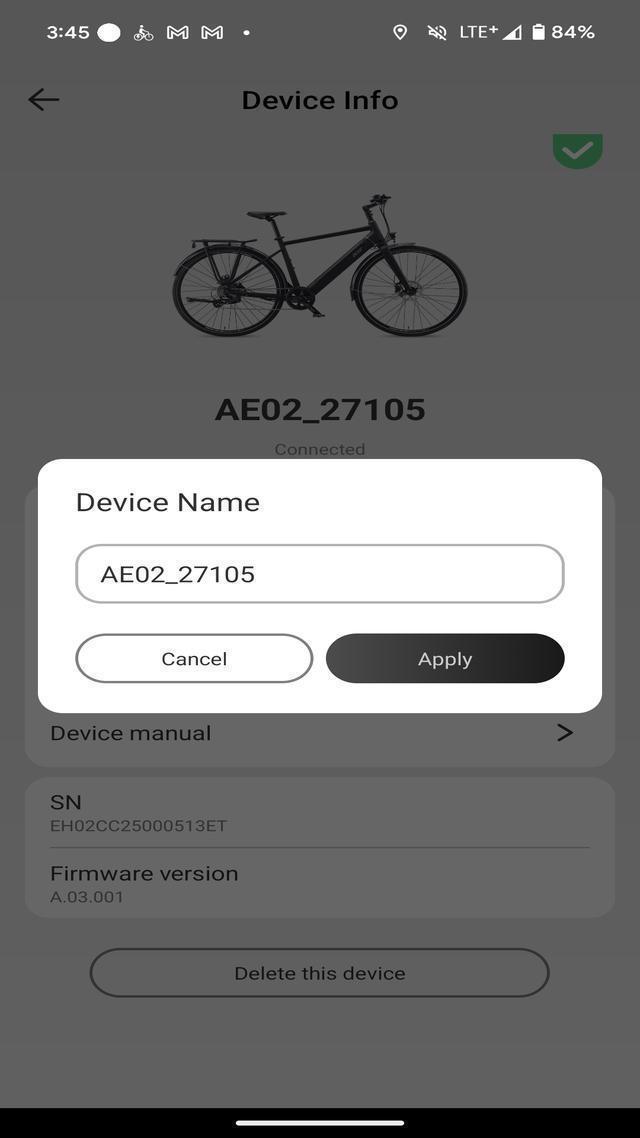 3:45
LTE+
84%
Device Info
AE02_27105
Connected
Device Name
AE02_27105
Cancel
Apply
Device manual
>
SN
EH02CC25000513ET
Firmware version
A.03.001
Delete this device